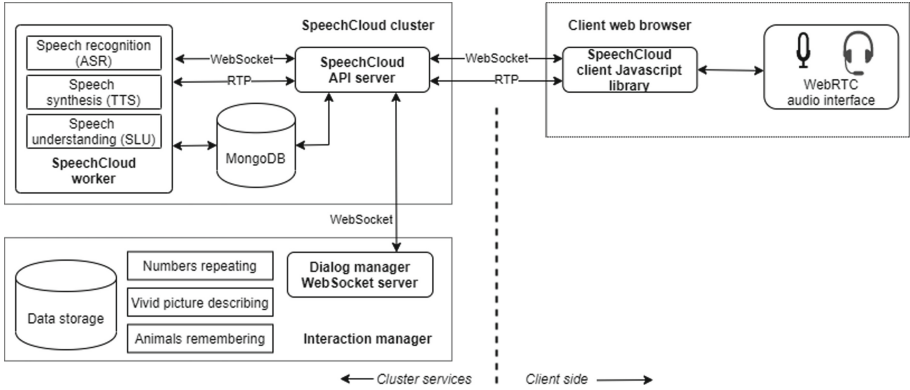 SpeechCloud cluster
Speech recognition
(ASR)
Speech
synthesis (TTS)
Speech
understanding (SLU)
SpeechCloud
worker
WebSocket
RTP
SpeechCloud
API server
MongoDB
WebSocket
RTP
Client web browser
SpeechCloud
client Javascript
library
WebRTC
audio interface
WebSocket
Data storage
Numbers repeating
Vivid picture describing
Animals remembering
Dialog manager
WebSocket server
Interaction manager
Cluster services
Client side